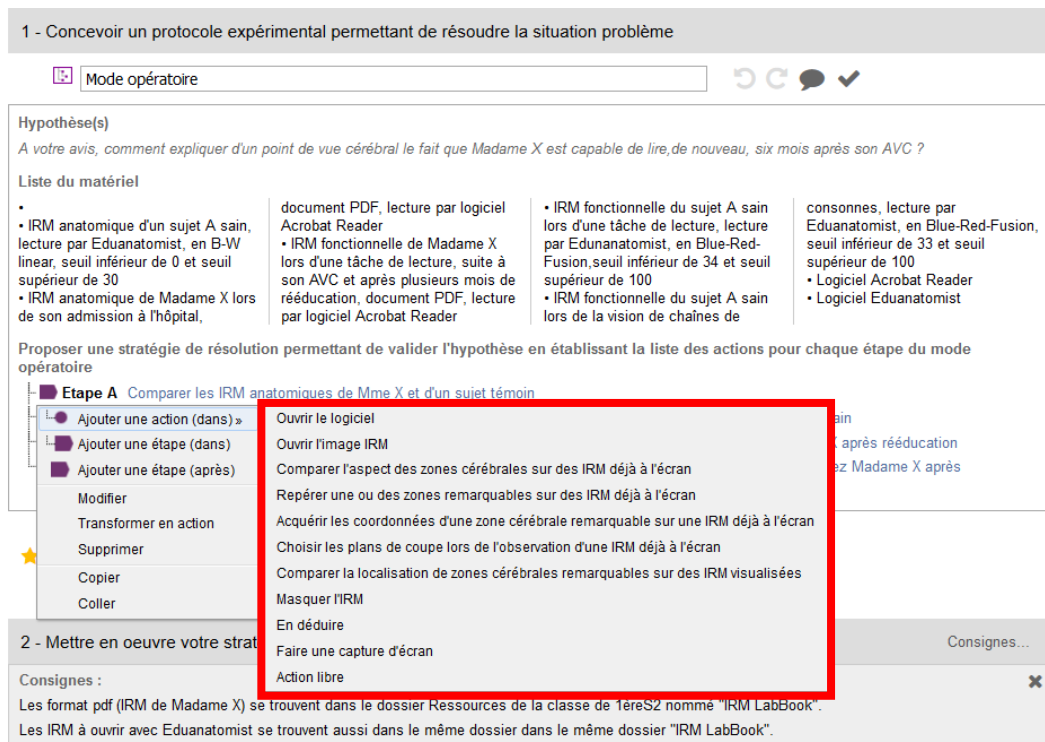 1 - Concevoir un protocole expérimental permettant de résoudre la situation problème
Mode opératoire
Hypothèse(s)
A votre avis, comment expliquer d'un point de vue cérébral le fait que Madame X est capable de lire,de nouveau, six mois après son AVC ?
Liste du matériel
•
• IRM anatomique d'un sujet A sain,
lecture par Eduanatomist, en B-W
linear, seuil inférieur de 0 et seuil
supérieur de 30
• IRM anatomique de Madame X lors
de son admission à l'hôpital,
document PDF, lecture par logiciel
Acrobat Reader
• IRM fonctionnelle de Madame X
lors d'une tâche de lecture, suite à
son AVC et après plusieurs mois de
rééducation, document PDF, lecture
par logiciel Acrobat Reader
• IRM fonctionnelle du sujet A sain
lors d'une tâche de lecture, lecture
par Edunanatomist, en Blue-Red-
Fusion,seuil inférieur de 34 et seuil
supérieur de 100
• IRM fonctionnelle du sujet A sain
lors de la vision de chaînes de
consonnes, lecture par
Eduanatomist, en Blue-Red-Fusion,
seuil inférieur de 33 et seuil
supérieur de 100
• Logiciel Acrobat Reader
• Logiciel Eduanatomist
Proposer une stratégie de résolution permettant de valider l'hypothèse en établissant la liste des actions pour chaque étape du mode
opératoire
Etape A Comparer les IRM anatomiques de Mme X et d'un sujet témoin
Ajouter une action (dans) »
Ajouter une étape (dans)
Ajouter une étape (après)
Modifier
Transformer en action
Supprimer
Copier
Coller
Ouvrir le logiciel
Ouvrir l'image IRM
Comparer l'aspect des zones cérébrales sur des IRM déjà à l'écran
Repérer une ou des zones remarquables sur des IRM déjà à l'écran
Acquérir les coordonnées d'une zone cérébrale remarquable sur une IRM déjà à l'écran
Choisir les plans de coupe lors de l'observation d'une IRM déjà à l'écran
Comparer la localisation de zones cérébrales remarquables sur des IRM visualisées
Masquer l'IRM
En déduire
Faire une capture d'écran
Action libre
après rééducation
Madame X après
2 - Mettre en oeuvre votre strat
Consignes...
Consignes :
Les format pdf (IRM de Madame X) se trouvent dans le dossier Ressources de la classe de 1èreS2 nommé "IRM LabBook".
Les IRM à ouvrir avec Eduanatomist se trouvent aussi dans le même dossier dans le même dossier "IRM LabBook".